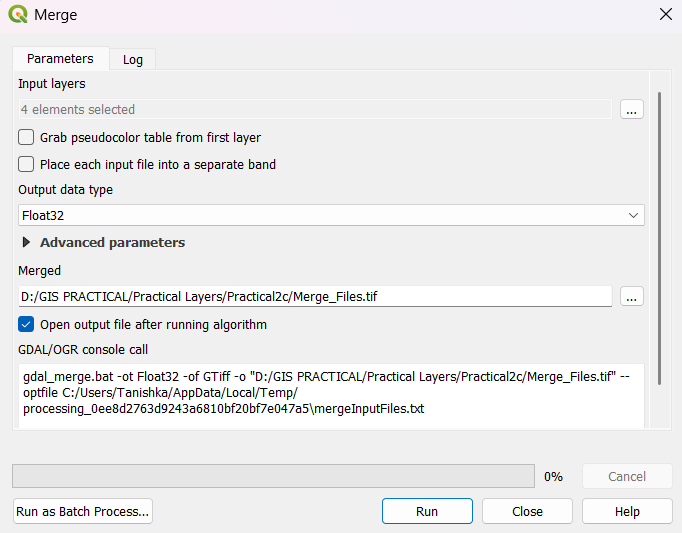 Merge
Parameters
Log
Input layers
4 elements selected
...
Grab pseudocolor table from first layer
Place each input file into a separate band
Output data type
Float32
Advanced parameters
Merged
D:/GIS PRACTICAL/Practical Layers/Practical2c/Merge_Files.tif
...
Open output file after running algorithm
GDAL/OGR console call
gdal_merge.bat -ot Float32 -of GTiff -o "D:/GIS PRACTICAL/Practical Layers/Practical2c/Merge_Files.tif" --
optfile C:/Users/Tanishka/AppData/Local/Temp/
processing_0ee8d2763d9243a6810bf20bf7e047a5\mergeInputFiles.txt
0%
Cancel
Run as Batch Process...
Run
Close
Help